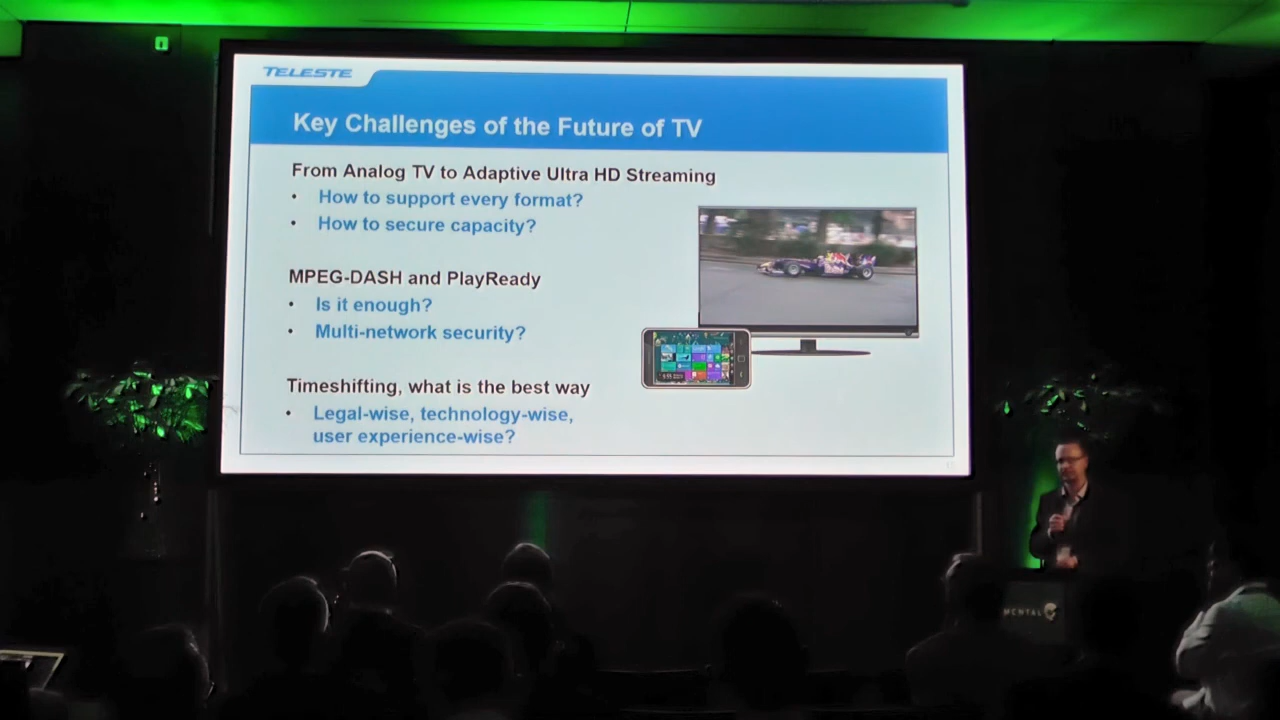 TELESTE
Key Challenges of the Future of TV
From Analog TV to Adaptive Ultra HD Streaming
• How to support every format?
• How to secure capacity?
MPEG-DASH and PlayReady
• Is it enough?
• Multi-network security?
Timeshifting, what is the best way
• Legal-wise, technology-wise,
user experience-wise?
MENTAL